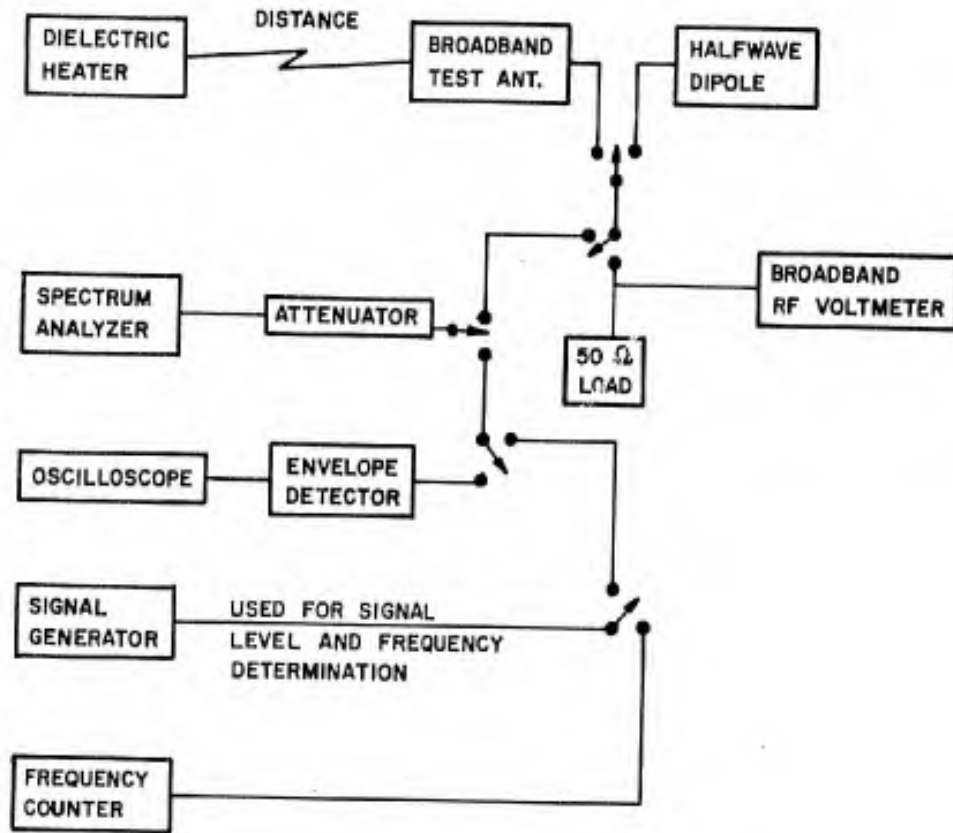 DISTANCE
DIELECTRIC
HEATER
BROADBAND
TEST ANT.
HALFWAVE
DIPOLE
SPECTRUM
ANALYZER
ATTENUATOR
BROADBAND
RF VOLTMETER
50 Ω
LOAD
OSCILLOSCOPE
ENVELOPE
DETECTOR
SIGNAL
GENERATOR
USED FOR SIGNAL
LEVEL AND FREQUENCY
DETERMINATION
FREQUENCY
COUNTER